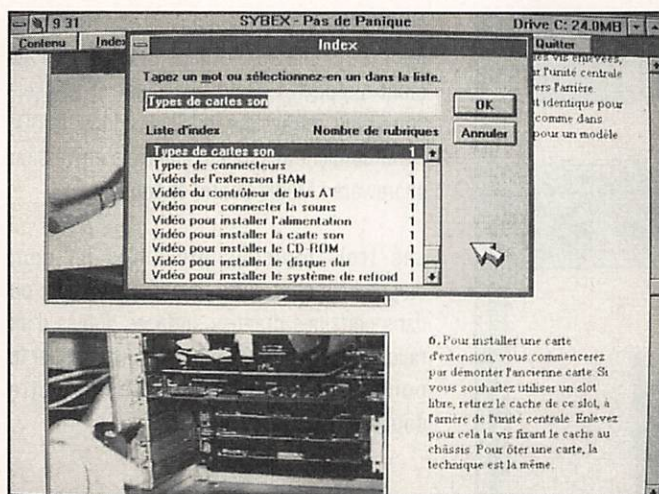 9 31 SYBEX - Pas de Panique Drive C: 24.0MB
Contenu Index Quitter
Index
Tapez un mot ou sélectionnez-en un dans la liste.
Types de cartes son
OK
Annuler
Liste d'index Nombre de rubriques
Types de cartes son 1
Types de connecteurs 1
Vidéo de l'extension RAM 1
Vidéo du contrôleur de bus AT 1
Vidéo pour connecter la souris 1
Vidéo pour installer l'alimentation 1
Vidéo pour installer la carte son 1
Vidéo pour installer le CD-ROM 1
Vidéo pour installer le disque dur 1
Vidéo pour installer le système de refroid 1
les vis enlevées,
r l'unité centrale
ers l'arrière
t identique pour
comme dans
pour un modèle
6. Pour installer une carte
d'extension, vous commencerez
par démonter l'ancienne carte. Si
vous souhaitez utiliser un slot
libre, retirez le cache de ce slot, à
l'arrière de l'unité centrale. Enlevez
pour cela la vis fixant le cache au
châssis. Pour ôter une carte, la
technique est la même.